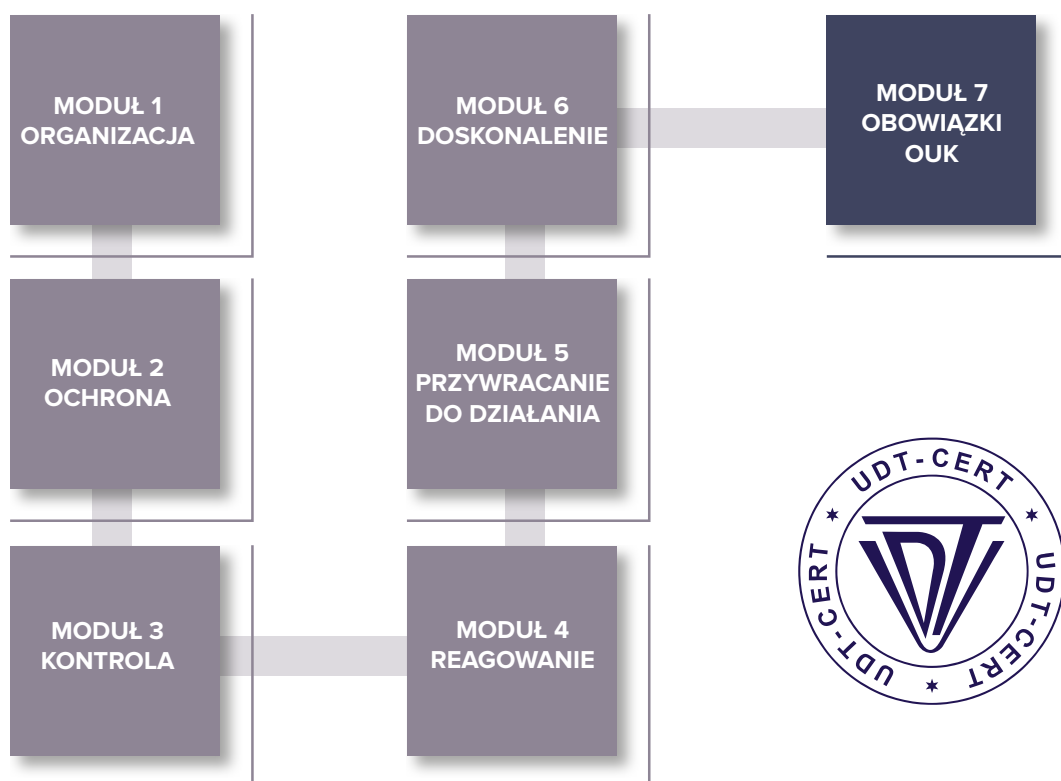 MODUŁ 1
ORGANIZACJA
MODUŁ 2
OCHRONA
MODUŁ 3
KONTROLA
MODUŁ 4
REAGOWANIE
MODUŁ 5
PRZYWRACANIE
DO DZIAŁANIA
MODUŁ 6
DOSKONALENIE
MODUŁ 7
OBOWIĄZKI
OUK
UDT-CERT * UDT-CERT * UDT-CERT *
UDT